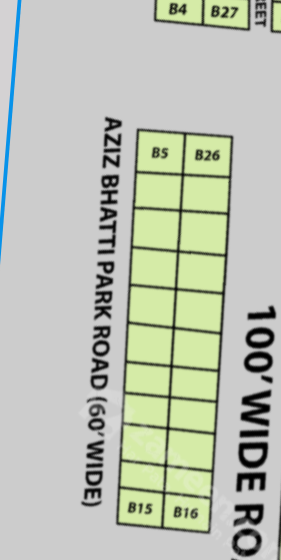 B4 B27
EET
B5 B26
AZIZ BHATTI PARK ROAD (60'WIDE)
100'WIDE RO
B15 B16